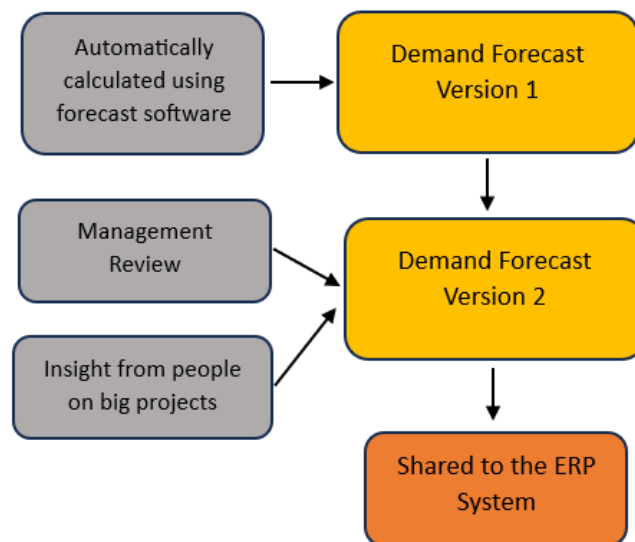 Automatically
calculated using
forecast software
Demand Forecast
Version 1
Management
Review
Demand Forecast
Version 2
Insight from people
on big projects
Shared to the ERP
System